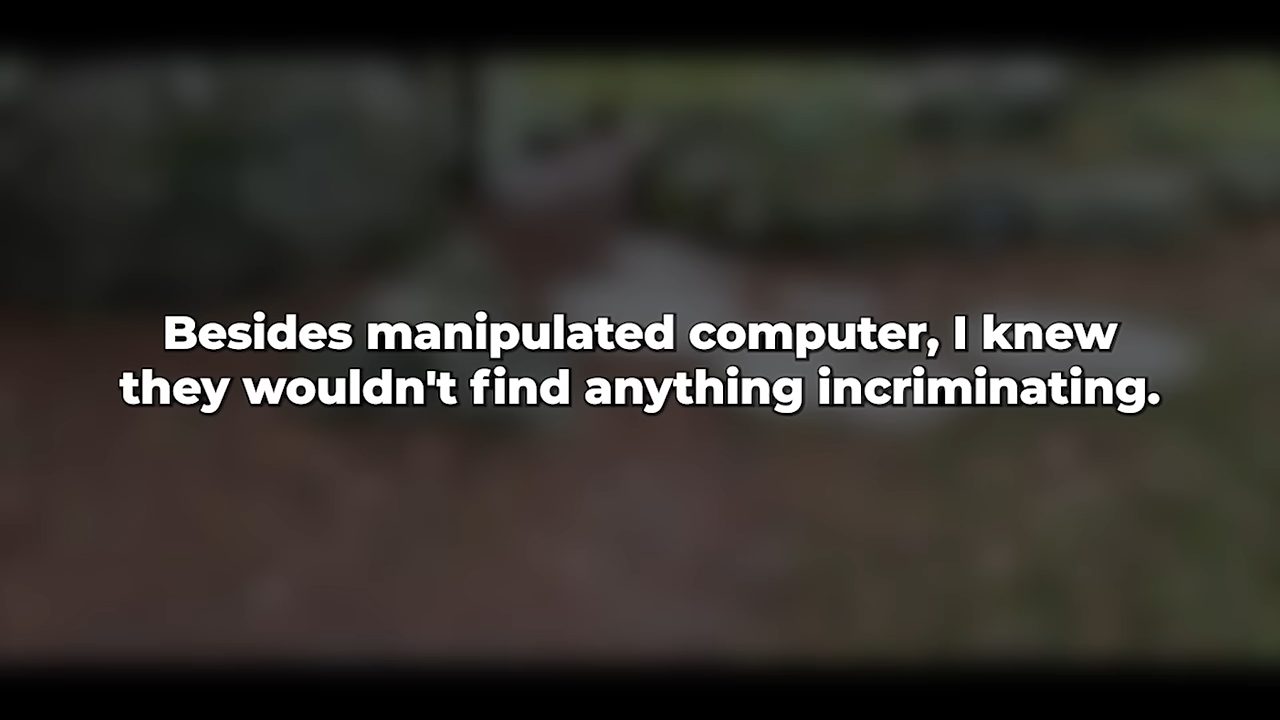 Besides manipulated computer, I knew
they wouldn't find anything incriminating.